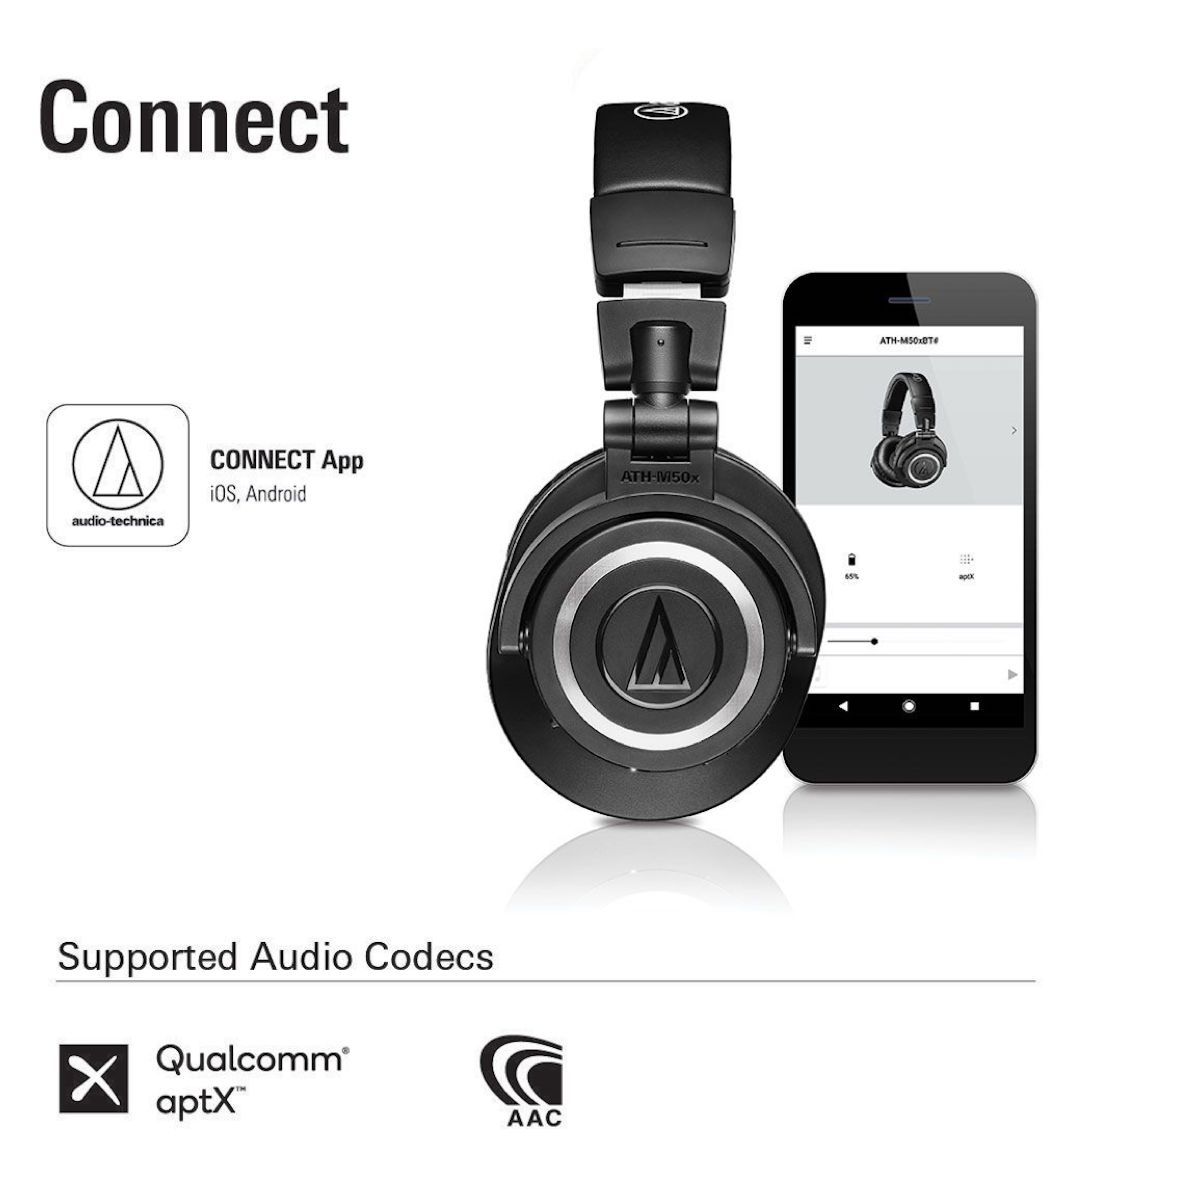 Connect
audio-technica
CONNECT App
iOS, Android
ATH-M50x
ATH-M50xBT#
65%
aptX
Supported Audio Codecs
Qualcomm®
aptX™
AAC